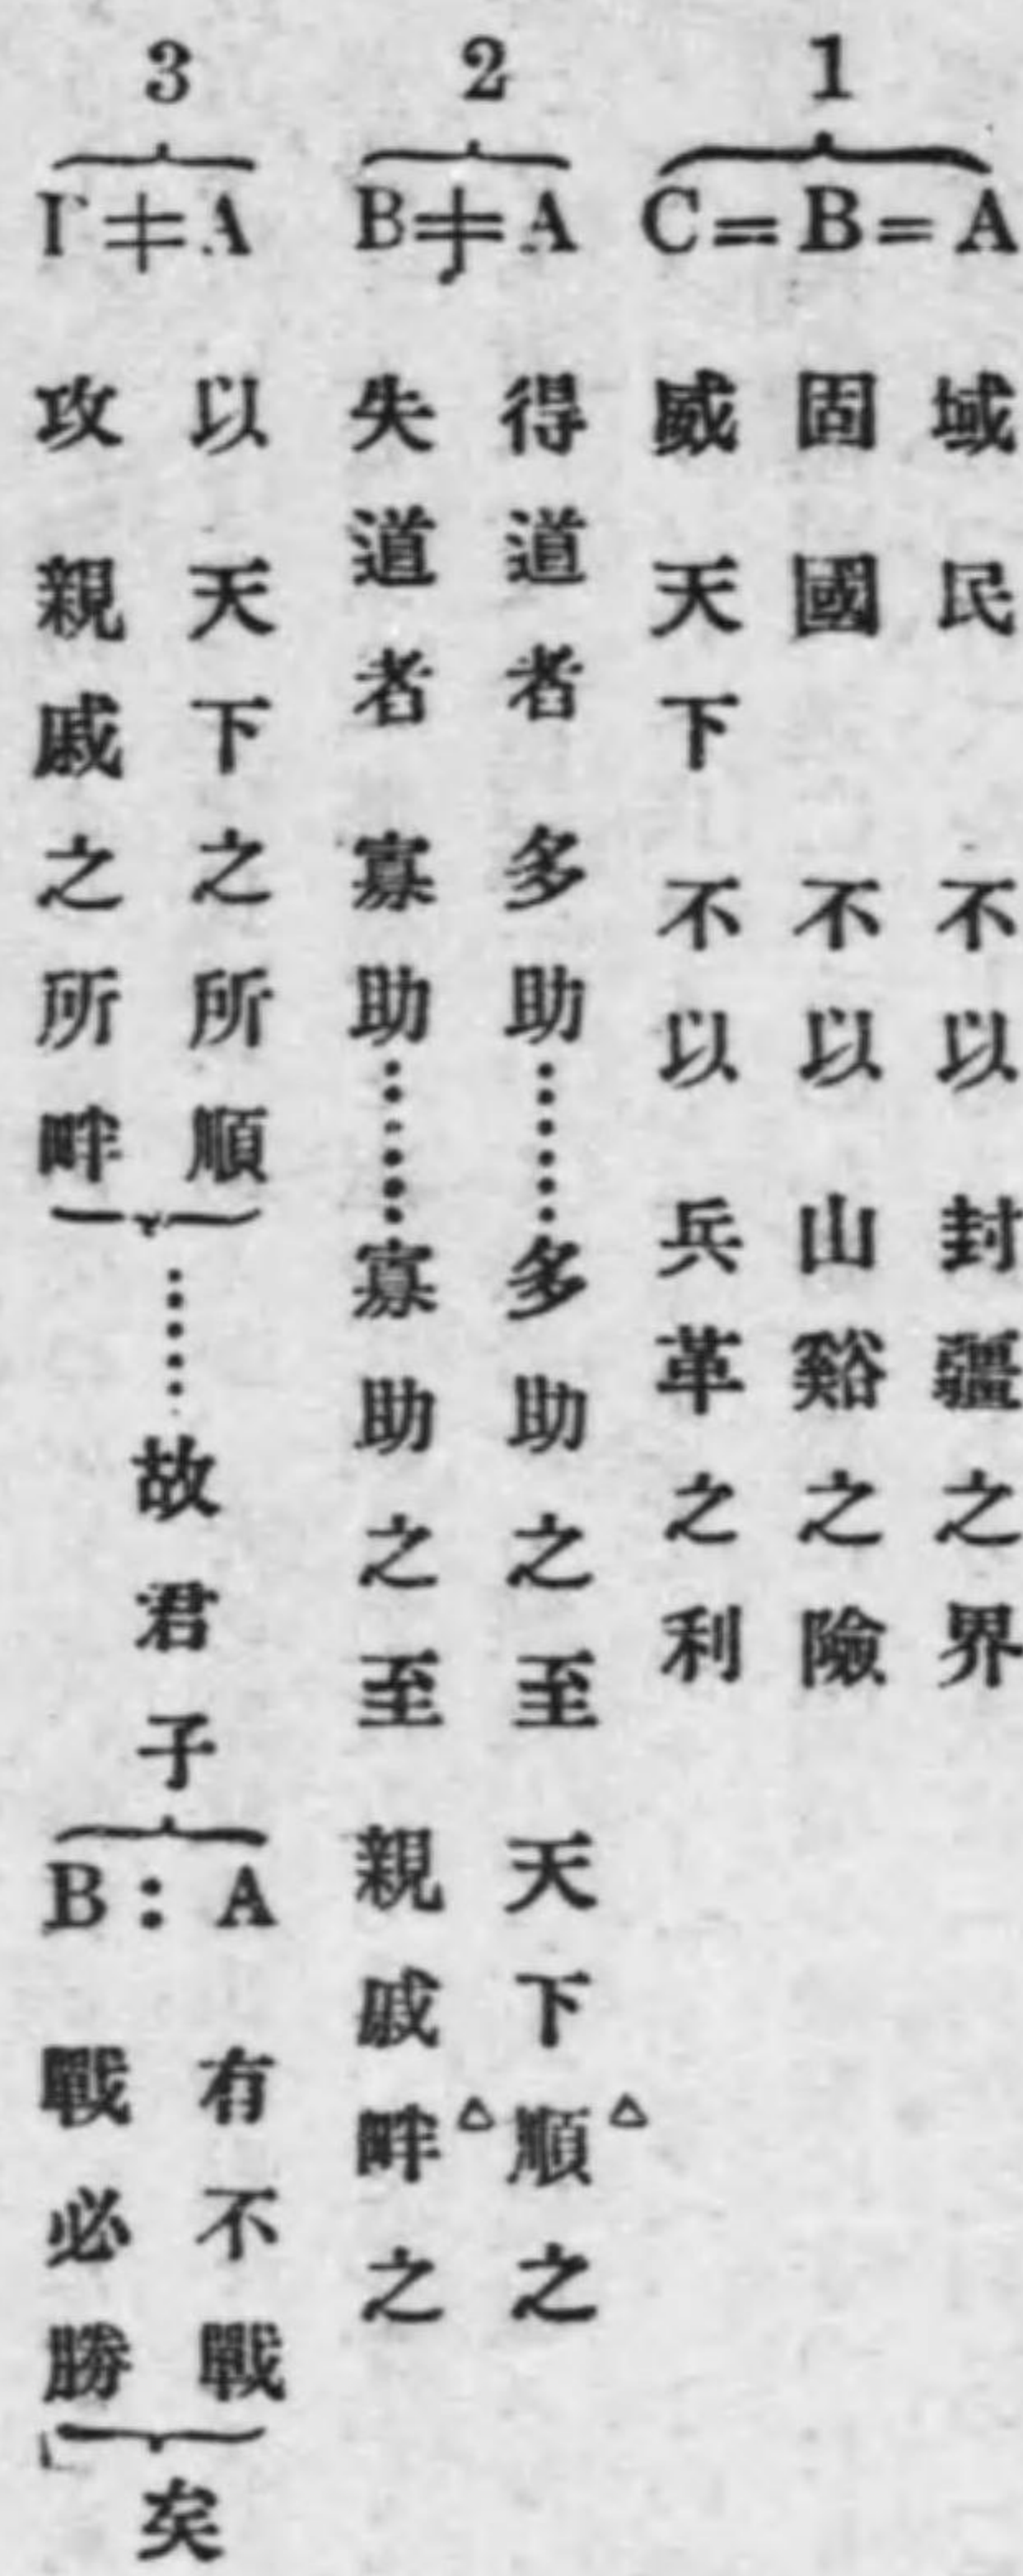 1
C=B=A
域民 不以 封疆之界
固國 不以 山谿之險
威天下 不以 兵革之利
2
B≠A
得道者 多助……多助之至 天下順之
失道者 寡助……寡助之至 親戚畔之
3
≠A
以 天下之所順
攻 親戚之所畔
……故君子
B：A
有不戰
戰必勝
矣